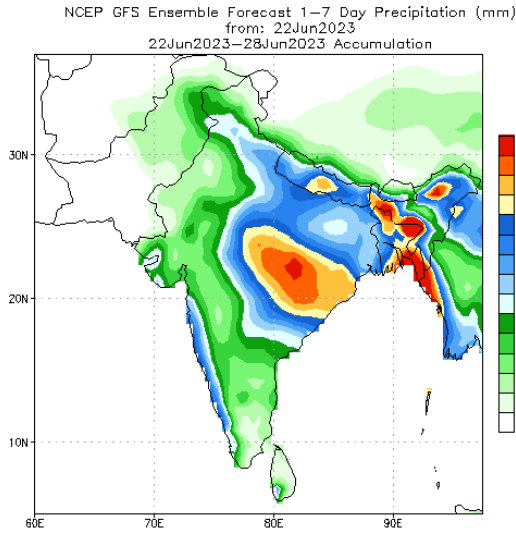 NCEP GFS Ensemble Forecast 1-7 Day Precipitation (mm)
from: 22Jun2023
22Jun2023-28Jun2023 Accumulation
30N
20N
10N
60E
70E
80E
90E